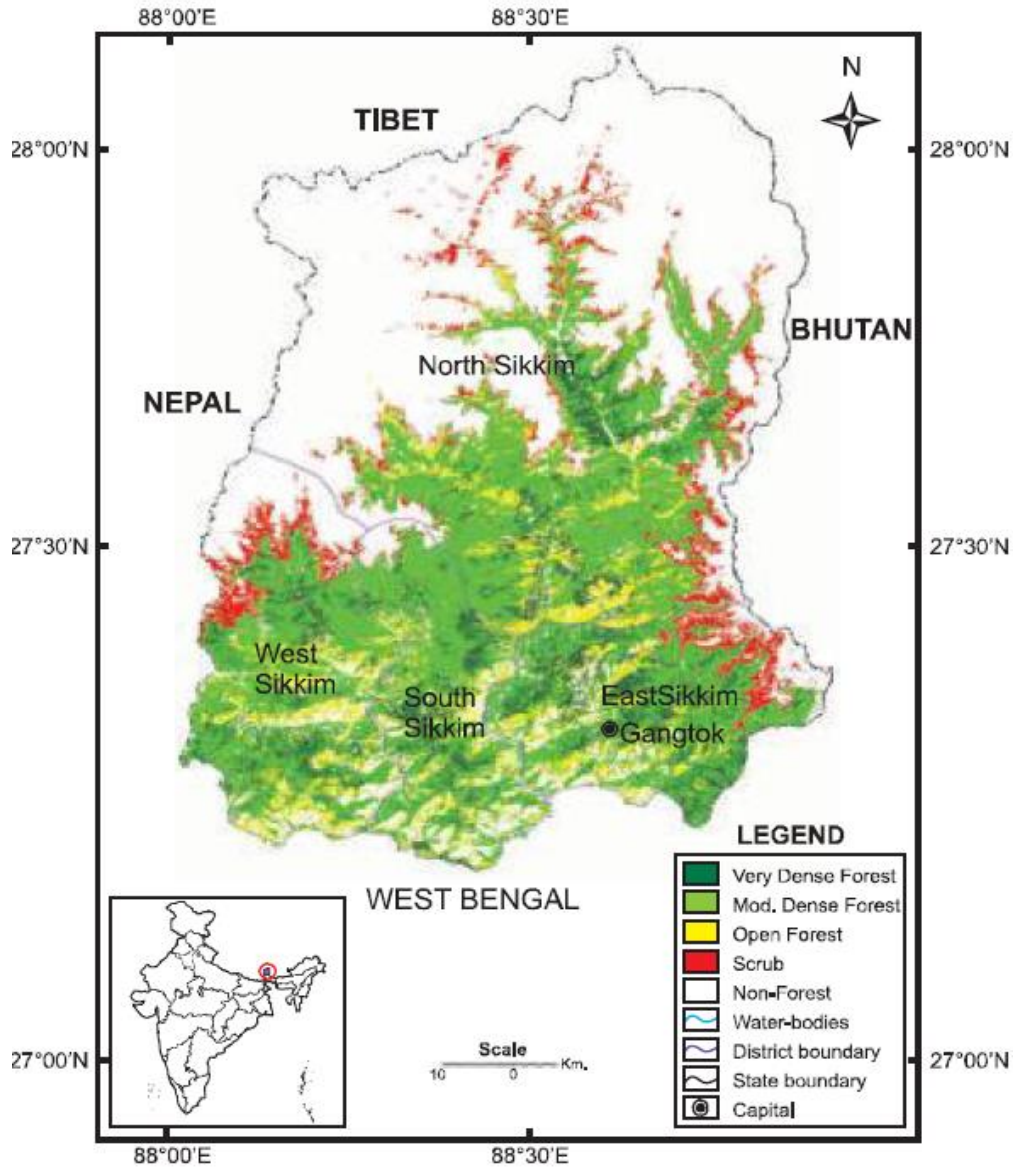 88°00'E
88°30'E
N
TIBET
28°00'N
28°00'N
BHUTAN
North Sikkim
NEPAL
27°30'N
27°30'N
West
Sikkim
South
Sikkim
EastSikkim
Gangtok
LEGEND
Very Dense Forest
Mod. Dense Forest
Open Forest
Scrub
Non-Forest
Water-bodies
District boundary
State boundary
Capital
WEST BENGAL
Scale
10 0 Km.
27°00'N
27°00'N
88°00'E
88°30'E